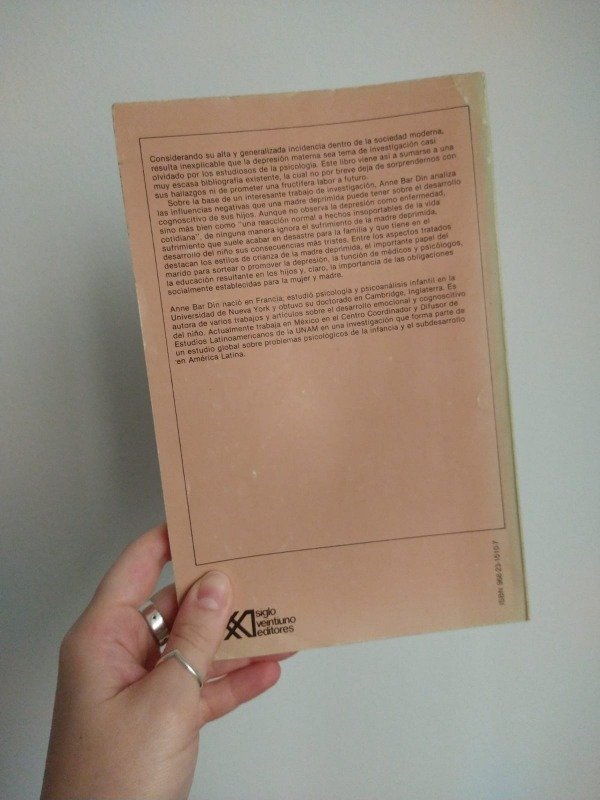 Considerando su alta y generalizada incidencia dentro de la sociedad moderna,
resulta inexplicable que la depresión materna sea tema de investigación casi
olvidado por los estudiosos de la psicología. Este libro viene así a sumarse a una
muy escasa bibliografía existente, la cual no por breve deja de sorprendernos con
sus hallazgos ni de prometer una fructífera labor a futuro.
Sobre la base de un interesante trabajo de investigación, Anne Bar Din analiza
las influencias negativas que una madre deprimida puede tener sobre el desarrollo
cognoscitivo de sus hijos. Aunque no observa la depresión como enfermedad,
sino más bien como "una reacción normal a hechos insoportables de la vida
cotidiana", de ninguna manera ignora el sufrimiento de la madre deprimida,
sufrimiento que suele acabar en desastre para la familia y que tiene en el
desarrollo del niño sus consecuencias más tristes. Entre los aspectos tratados
destacan los estilos de crianza de la madre deprimida, el importante papel del
marido para sortear o promover la depresión, la función de médicos y psicólogos,
la educación resultante en los hijos y, claro, la importancia de las obligaciones
socialmente establecidas para la mujer y madre.
Anne Bar Din nació en Francia; estudió psicología y psicoanálisis infantil en la
Universidad de Nueva York y obtuvo su doctorado en Cambridge, Inglaterra. Es
autora de varios trabajos y artículos sobre el desarrollo emocional y cognoscitivo
del niño. Actualmente trabaja en México en el Centro Coordinador y Difusor de
Estudios Latinoamericanos de la UNAM en una investigación que forma parte de
un estudio global sobre problemas psicológicos de la infancia y el subdesarrollo
en América Latina.
siglo
veintiuno
editores
ISBN 968-23-1510-7